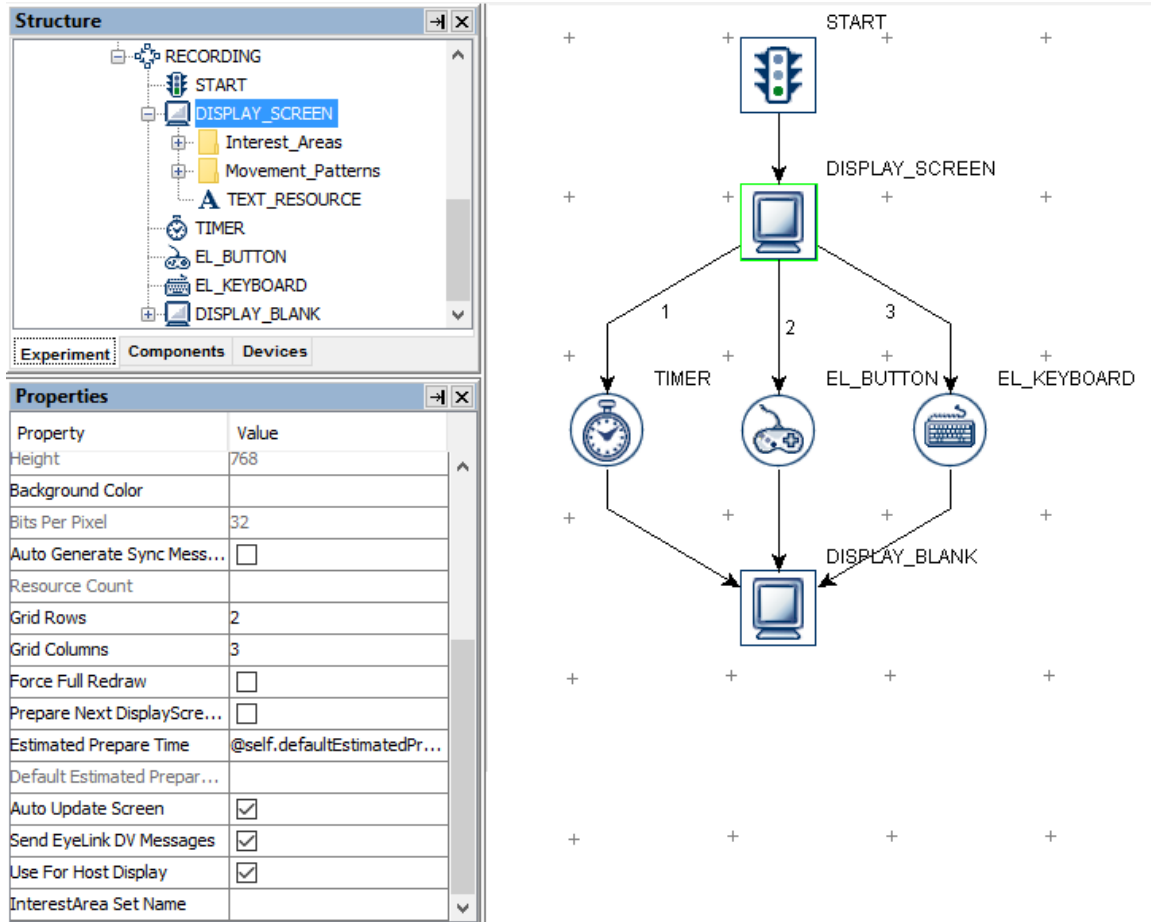 Structure
RECORDING
START
DISPLAY_SCREEN
Interest_Areas
Movement_Patterns
A TEXT_RESOURCE
TIMER
EL_BUTTON
EL_KEYBOARD
DISPLAY_BLANK
Experiment Components Devices
Properties
Property Value
Height 768
Background Color
Bits Per Pixel 32
Auto Generate Sync Mess...
Resource Count
Grid Rows 2
Grid Columns 3
Force Full Redraw
Prepare Next DisplayScre...
Estimated Prepare Time @self.defaultEstimatedPr...
Default Estimated Prepar...
Auto Update Screen
Send EyeLink DV Messages
Use For Host Display
InterestArea Set Name
START
DISPLAY_SCREEN
1 2 3
TIMER EL_BUTTON EL_KEYBOARD
DISPLAY_BLANK